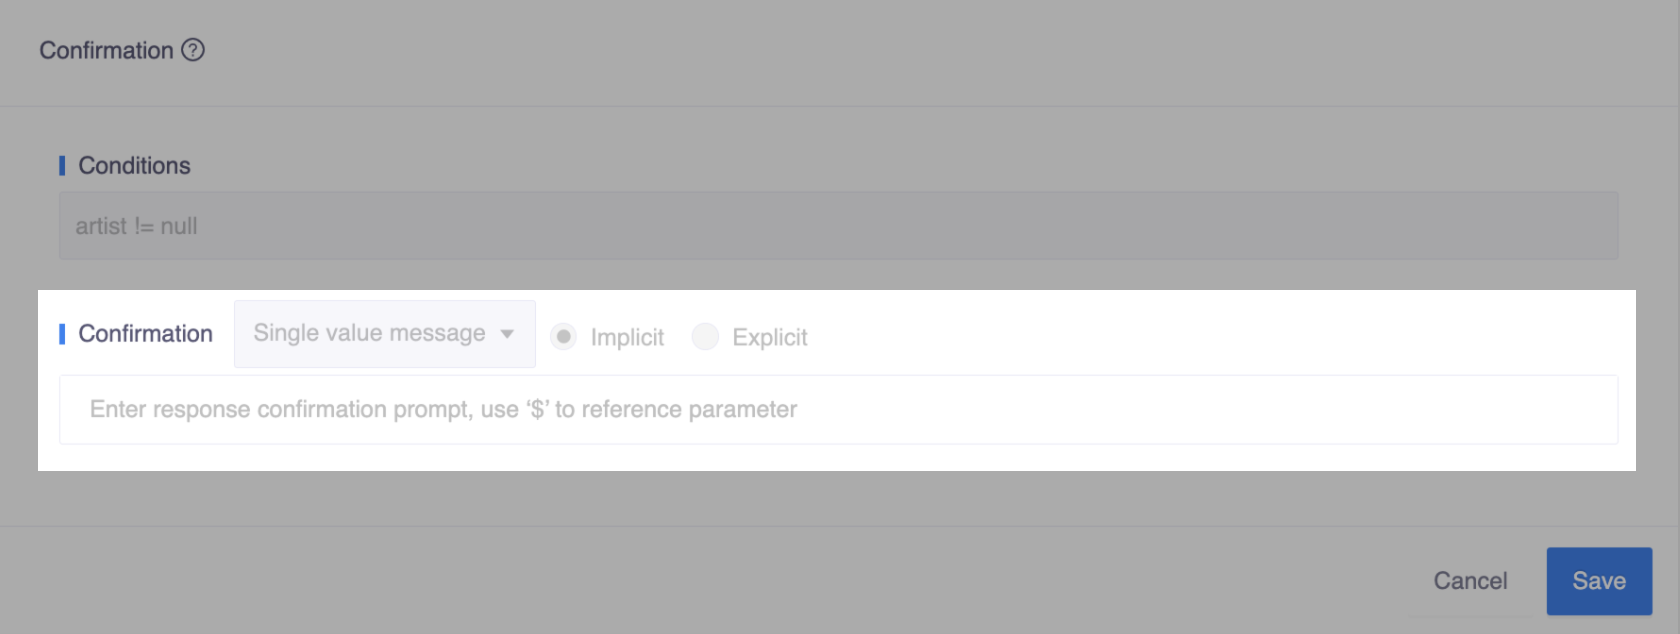 Confirmation ?
Conditions
artist != null
Confirmation Single value message Implicit Explicit
Enter response confirmation prompt, use ‘$’ to reference parameter
Cancel Save